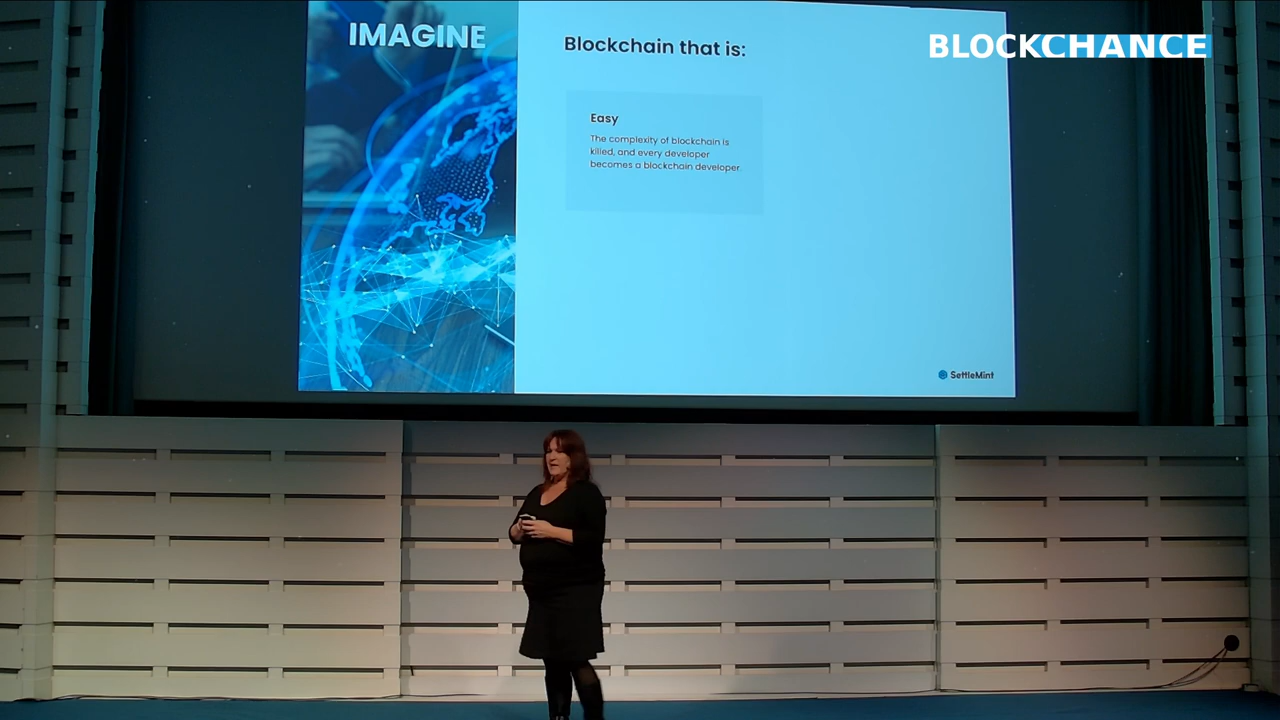 IMAGINE
Blockchain that is:
BLOCKCHANCE
Easy
The complexity of blockchain is
killed, and every developer
becomes a blockchain developer
SettleMint